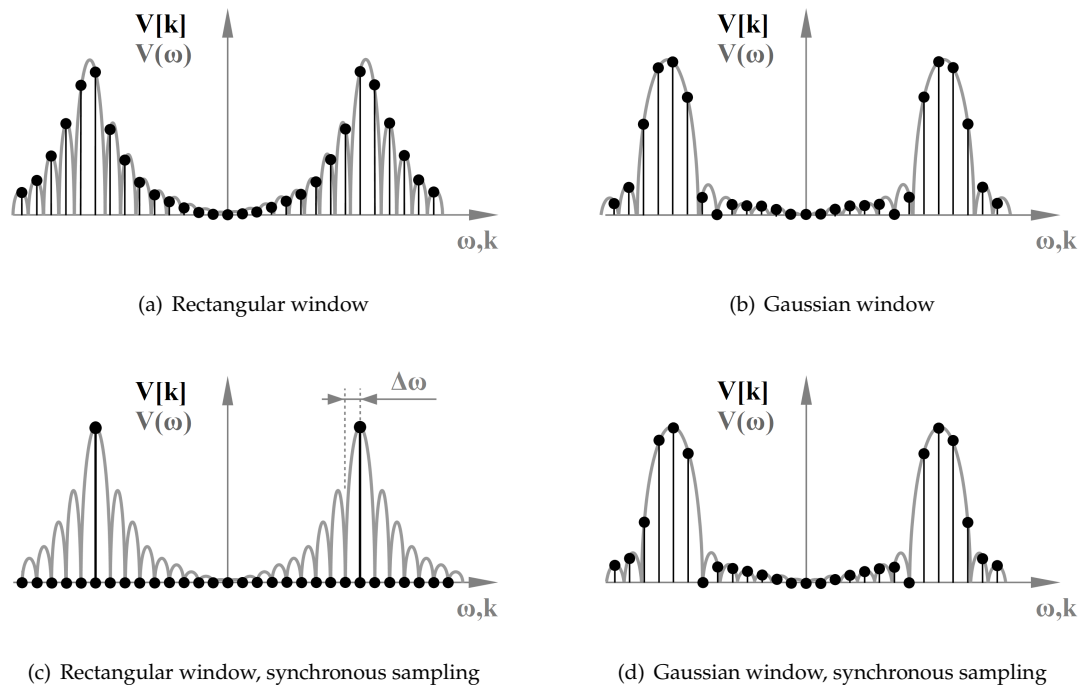 V[k]
V(ω)
ω,k
(a) Rectangular window
V[k]
V(ω)
ω,k
(b) Gaussian window
V[k]
V(ω)
Δω
ω,k
(c) Rectangular window, synchronous sampling
V[k]
V(ω)
ω,k
(d) Gaussian window, synchronous sampling